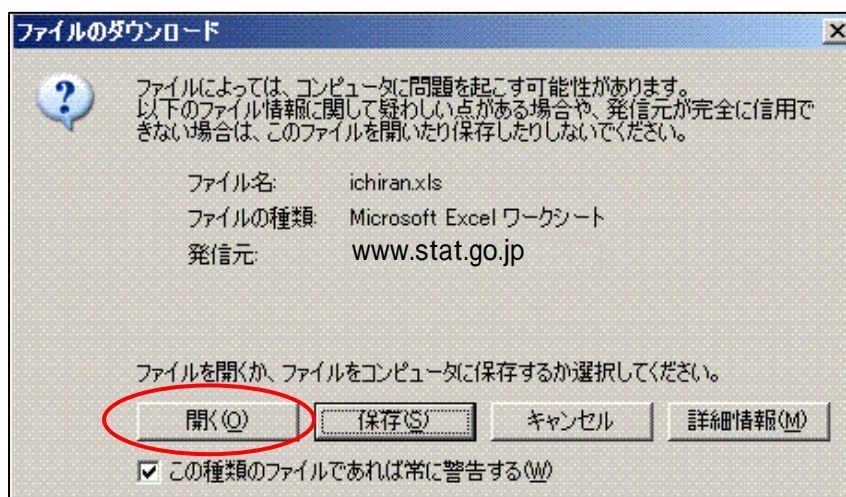 ファイルのダウンロード
ファイルによっては、コンピュータに問題を起こす可能性があります。
以下のファイル情報に関して疑わしい点がある場合や、発信元が完全に信用で
きない場合は、このファイルを開いたり保存したりしないでください。
ファイル名: ichiran.xls
ファイルの種類: Microsoft Excel ワークシート
発信元: www.stat.go.jp
ファイルを開くか、ファイルをコンピュータに保存するか選択してください。
開く(O) 保存(S) キャンセル 詳細情報(M)
この種類のファイルであれば常に警告する(W)